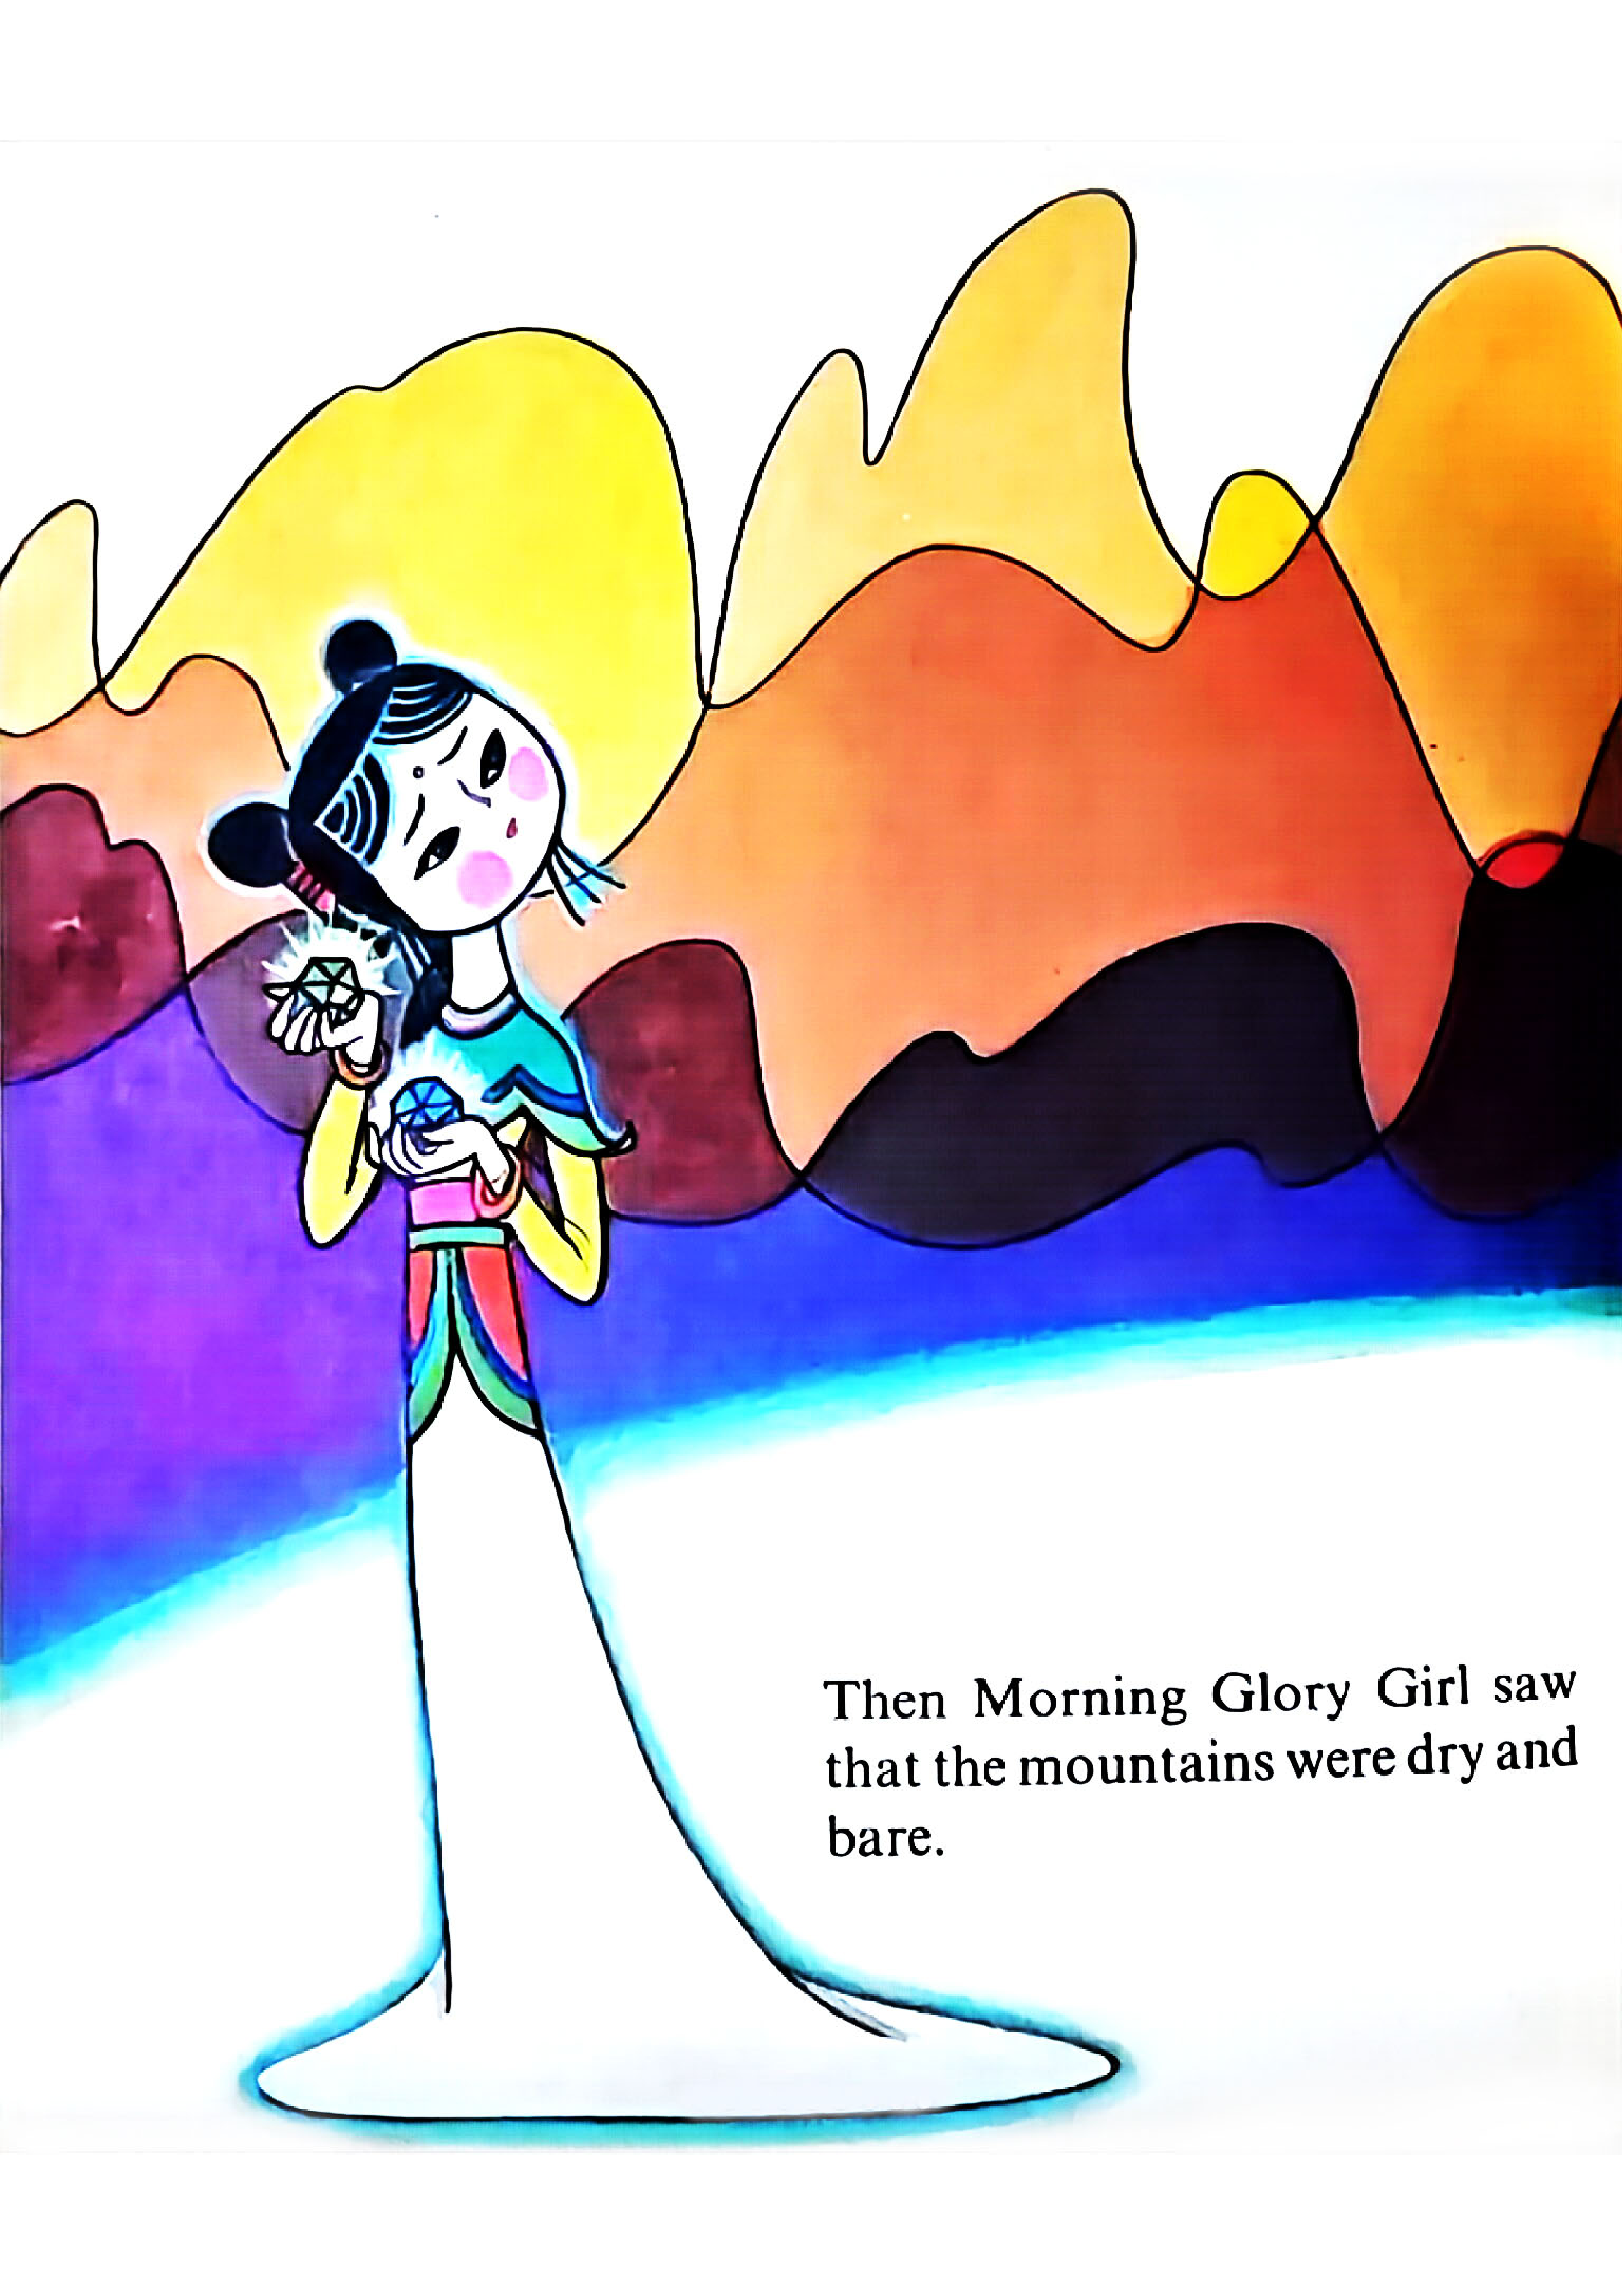 Then Morning Glory Girl saw
that the mountains were dry and
bare.